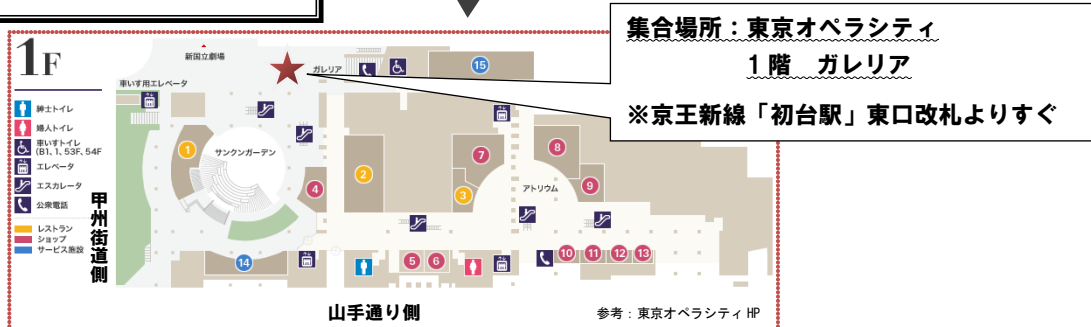 集合場所：東京オペラシティ
1階　ガレリア
※京王新線「初台駅」東口改札よりすぐ
1F
新国立劇場
ガレリア
車いす用エレベータ
紳士トイレ
婦人トイレ
車いすトイレ
(B1, 1, 53F, 54F
エレベータ
エスカレータ
公衆電話
レストラン
ショップ
サービス施設
甲州街道側
サンクンガーデン
アトリウム
1
2
3
4
5
6
7
8
9
10
11
12
13
14
15
山手通り側
参考：東京オペラシティ HP